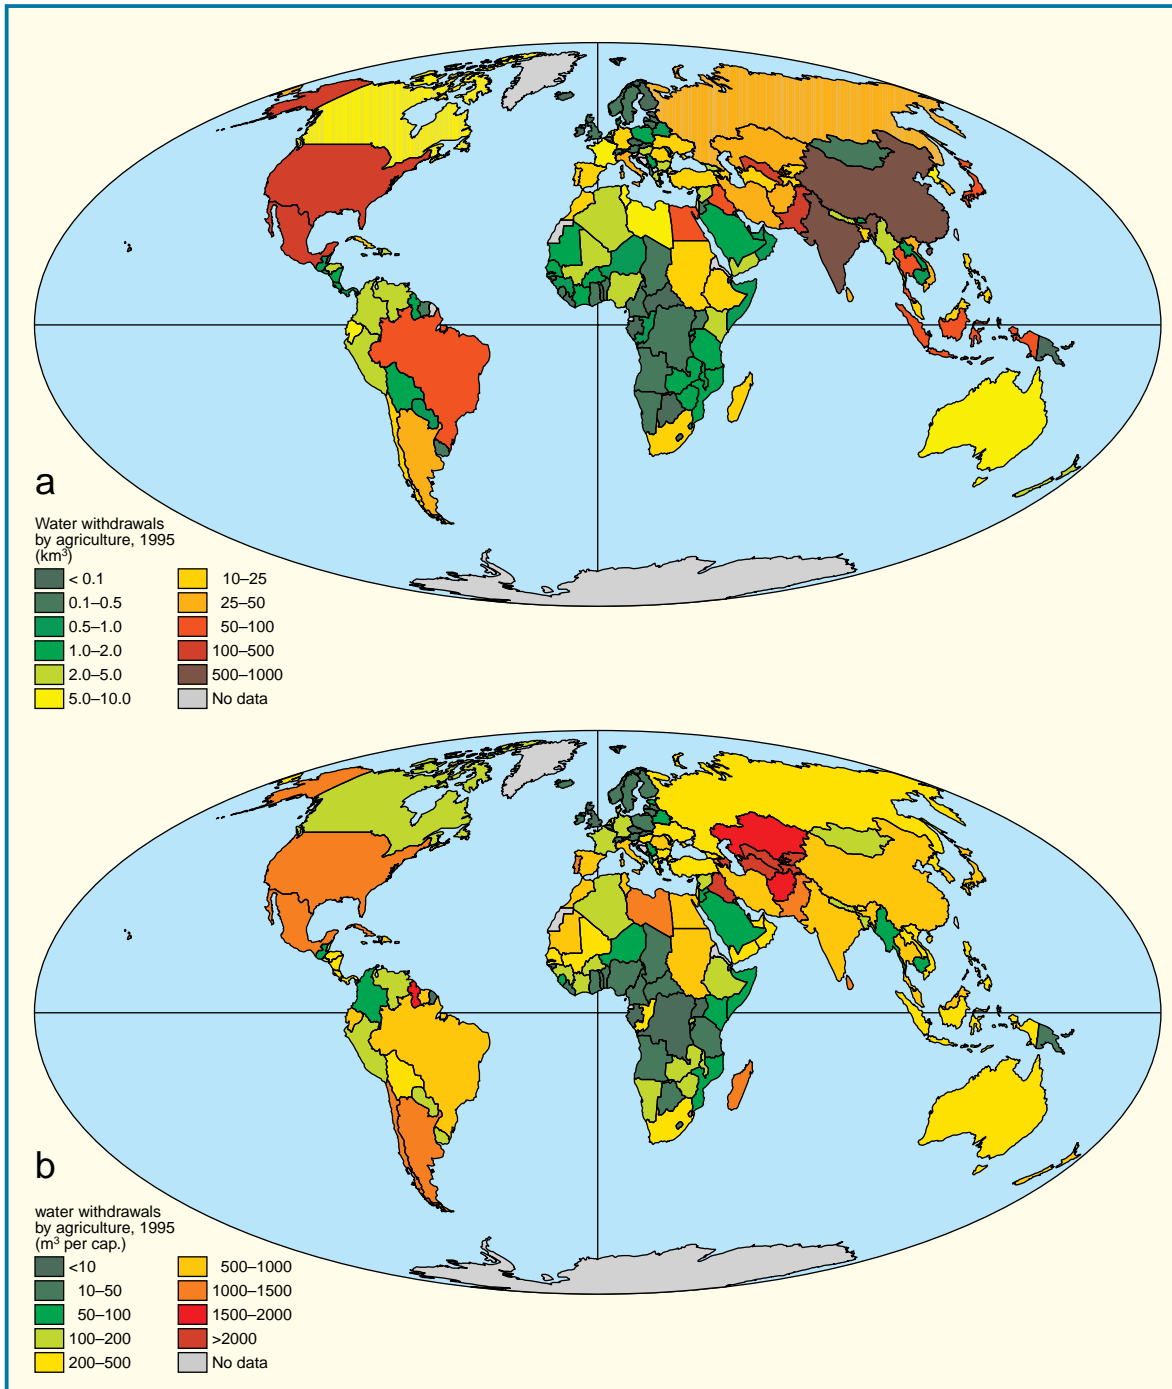 a
Water withdrawals
by agriculture, 1995
(km³)
< 0.1
0.1–0.5
0.5–1.0
1.0–2.0
2.0–5.0
5.0–10.0
10–25
25–50
50–100
100–500
500–1000
No data
b
water withdrawals
by agriculture, 1995
(m³ per cap.)
<10
10–50
50–100
100–200
200–500
500–1000
1000–1500
1500–2000
>2000
No data